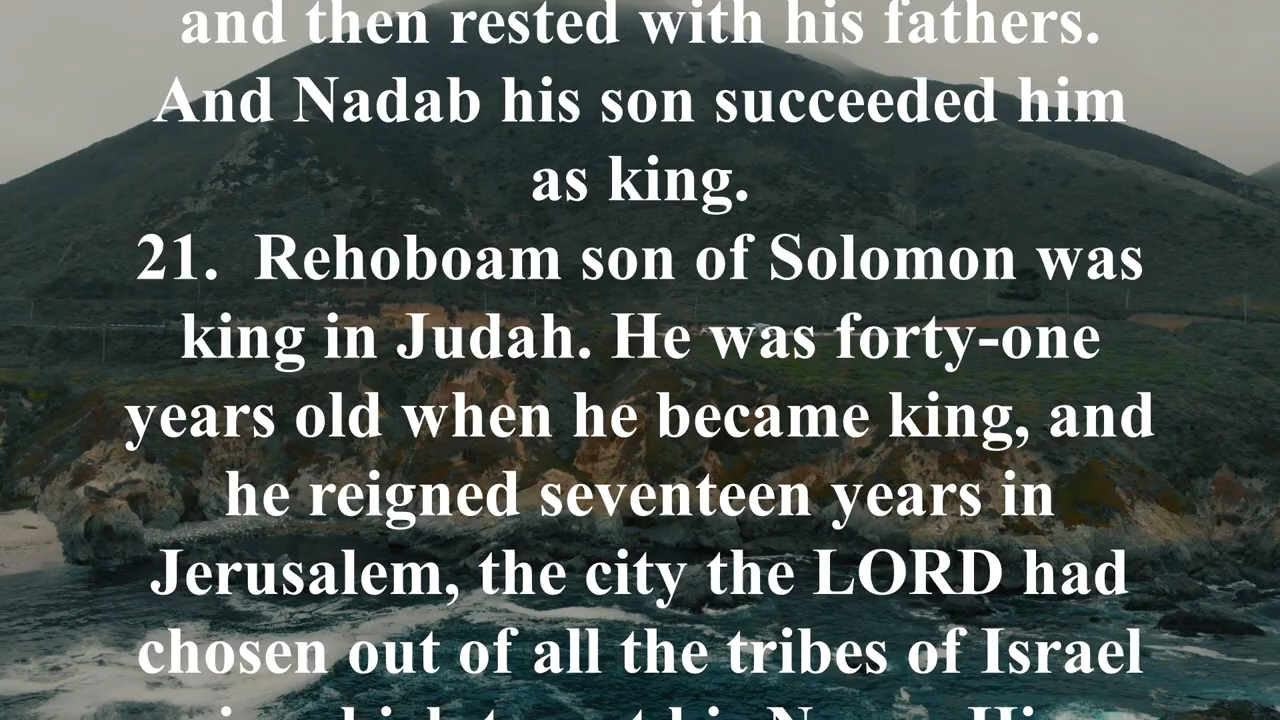 and then rested with his fathers.
And Nadab his son succeeded him
as king.
21. Rehoboam son of Solomon was
king in Judah. He was forty-one
years old when he became king, and
he reigned seventeen years in
Jerusalem, the city the LORD had
chosen out of all the tribes of Israel